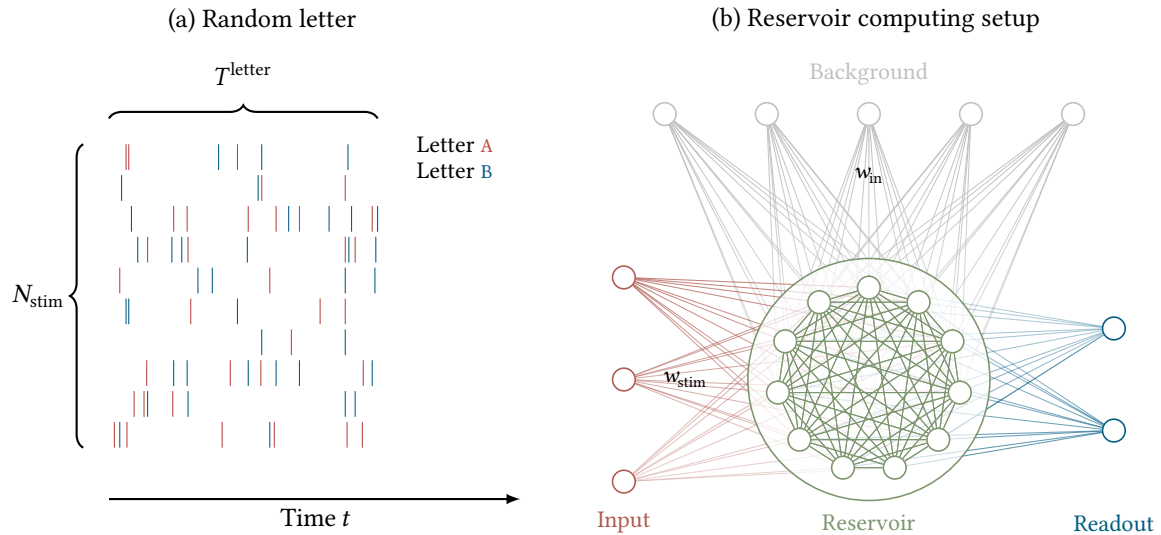 (a) Random letter
T^letter
Letter A
Letter B
N_stim
Time t
(b) Reservoir computing setup
Background
w_in
w_stim
Input
Reservoir
Readout